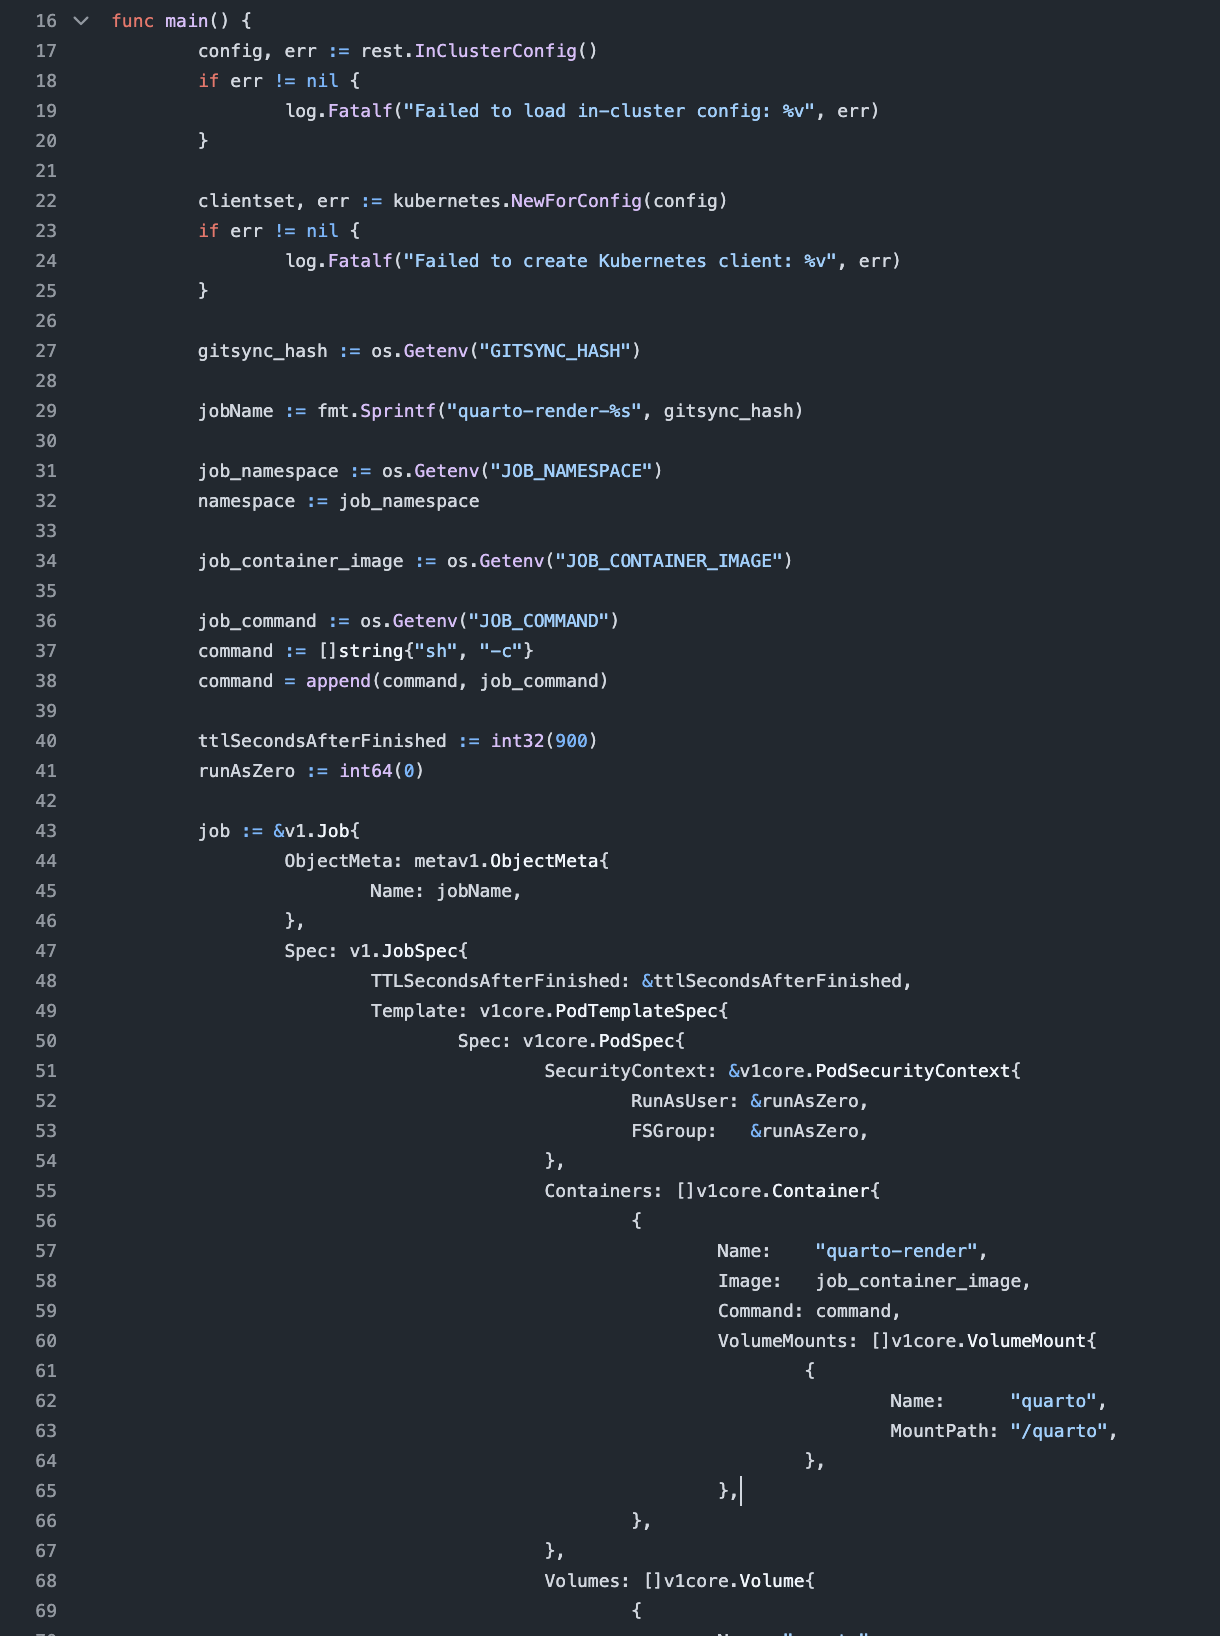 16 func main() {
17 config, err := rest.InClusterConfig()
18 if err != nil {
19 log.Fatalf("Failed to load in-cluster config: %v", err)
20 }
21
22 clientset, err := kubernetes.NewForConfig(config)
23 if err != nil {
24 log.Fatalf("Failed to create Kubernetes client: %v", err)
25 }
26
27 gitsync_hash := os.Getenv("GITSYNC_HASH")
28
29 jobName := fmt.Sprintf("quarto-render-%s", gitsync_hash)
30
31 job_namespace := os.Getenv("JOB_NAMESPACE")
32 namespace := job_namespace
33
34 job_container_image := os.Getenv("JOB_CONTAINER_IMAGE")
35
36 job_command := os.Getenv("JOB_COMMAND")
37 command := []string{"sh", "-c"}
38 command = append(command, job_command)
39
40 ttlSecondsAfterFinished := int32(900)
41 runAsZero := int64(0)
42
43 job := &v1.Job{
44 ObjectMeta: metav1.ObjectMeta{
45 Name: jobName,
46 },
47 Spec: v1.JobSpec{
48 TTLSecondsAfterFinished: &ttlSecondsAfterFinished,
49 Template: v1core.PodTemplateSpec{
50 Spec: v1core.PodSpec{
51 SecurityContext: &v1core.PodSecurityContext{
52 RunAsUser: &runAsZero,
53 FSGroup: &runAsZero,
54 },
55 Containers: []v1core.Container{
56 {
57 Name: "quarto-render",
58 Image: job_container_image,
59 Command: command,
60 VolumeMounts: []v1core.VolumeMount{
61 {
62 Name: "quarto",
63 MountPath: "/quarto",
64 },
65 },
66 },
67 },
68 Volumes: []v1core.Volume{
69 {